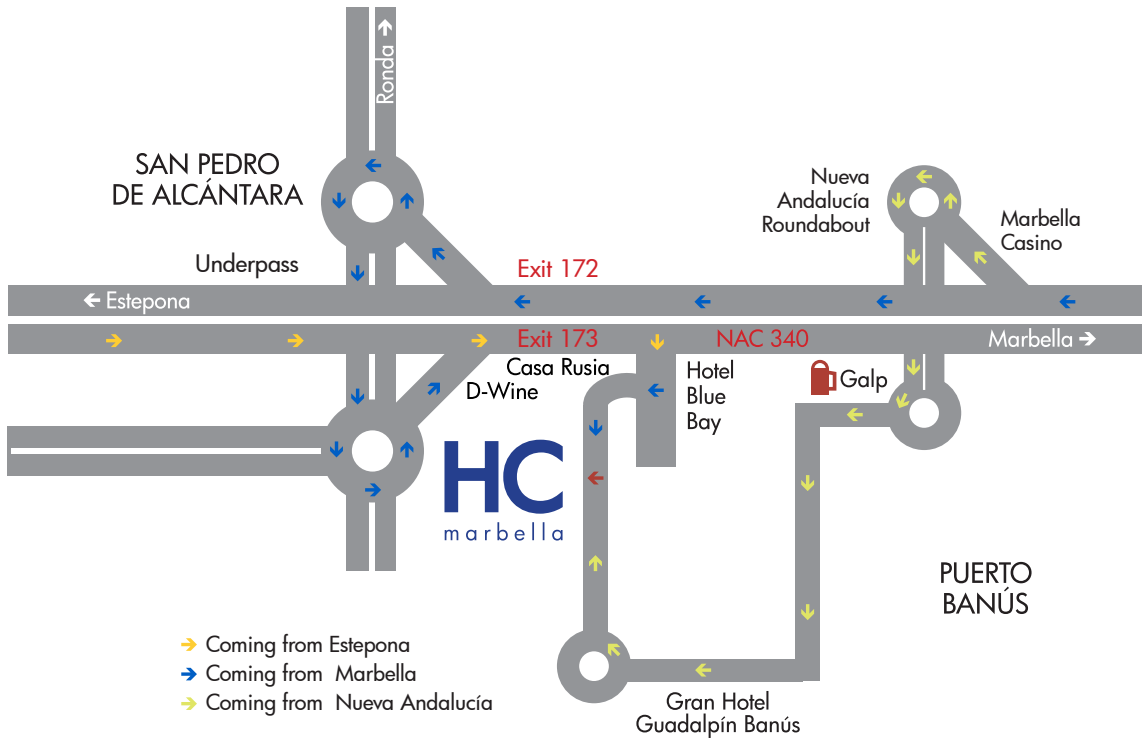 Ronda
SAN PEDRO
DE ALCÁNTARA
Nueva
Andalucía
Roundabout
Marbella
Casino
Underpass
Exit 172
Estepona
Exit 173
NAC 340
Marbella
Casa Rusia
D-Wine
Hotel
Blue
Bay
Galp
HC
marbella
PUERTO
BANÚS
Coming from Estepona
Coming from Marbella
Coming from Nueva Andalucía
Gran Hotel
Guadalpín Banús